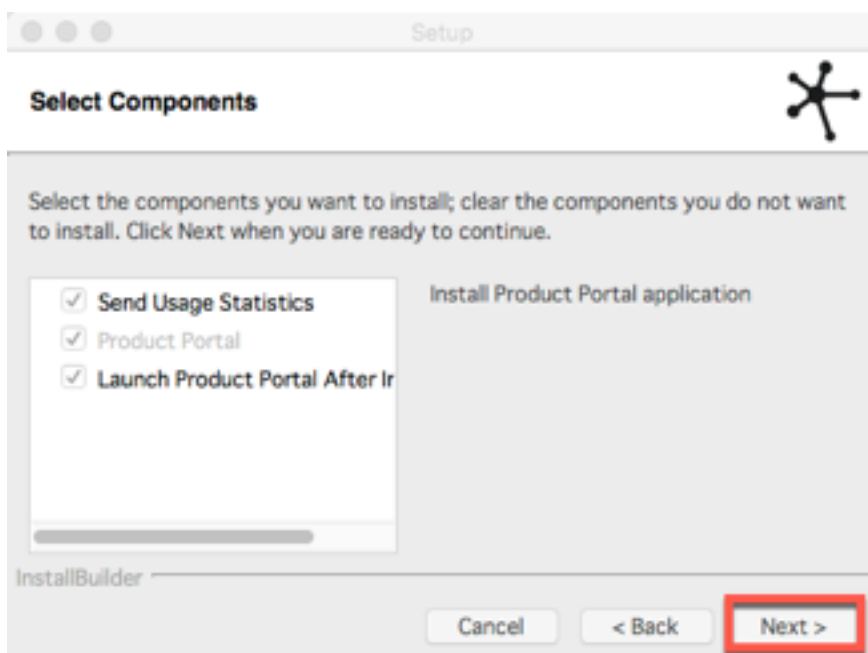 Setup
Select Components
Select the components you want to install; clear the components you do not want
to install. Click Next when you are ready to continue.
Send Usage Statistics
Install Product Portal application
Product Portal
Launch Product Portal After Ir
InstallBuilder
Cancel
< Back
Next >